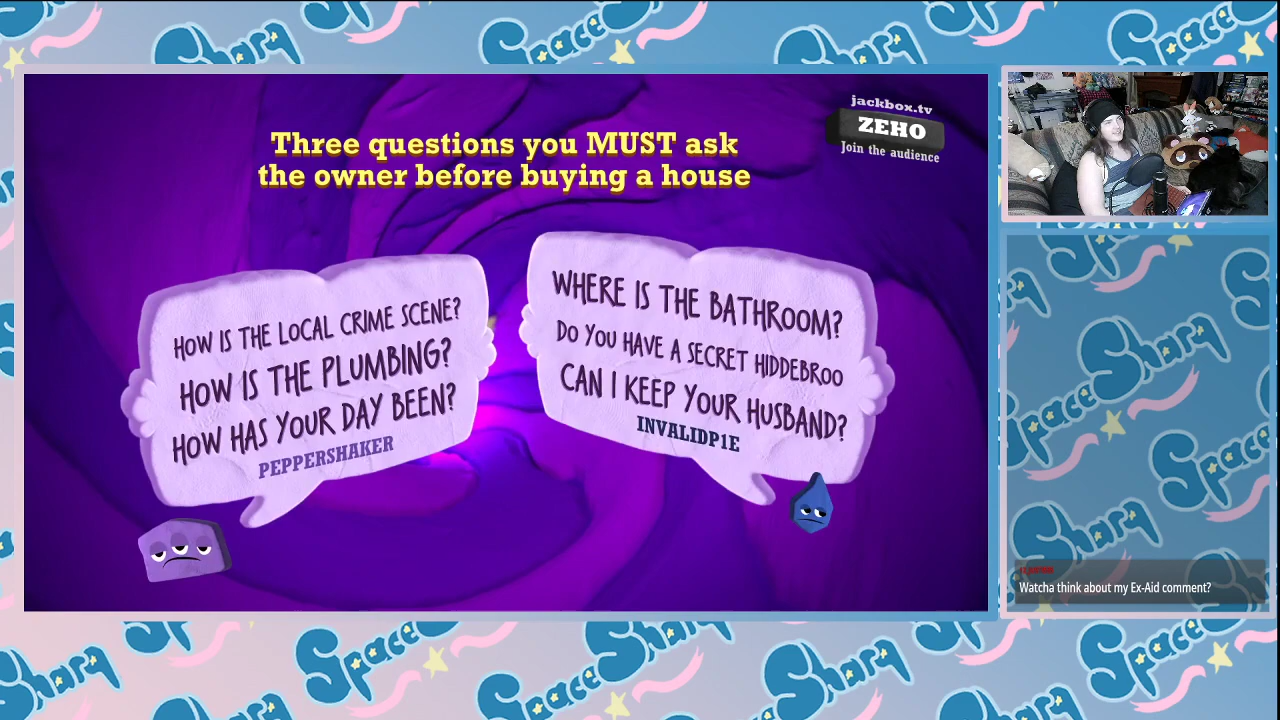 Three questions you MUST ask
the owner before buying a house
jackbox.tv
ZEHO
Join the audience
HOW IS THE LOCAL CRIME SCENE?
HOW IS THE PLUMBING?
HOW HAS YOUR DAY BEEN?
PEPPERSHAKER
WHERE IS THE BATHROOM?
DO YOU HAVE A SECRET HIDDEBROO
CAN I KEEP YOUR HUSBAND?
INVALIDP1E
Watcha think about my Ex-Aid comment?
Space Sharq